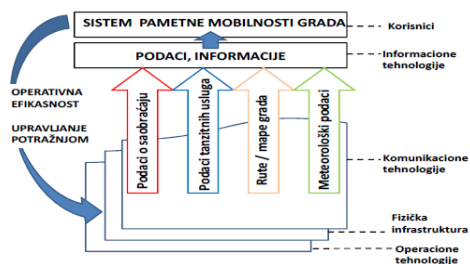 SISTEM PAMETNE MOBILNOSTI GRADA
Korisnici
PODACI, INFORMACIJE
Informacione
tehnologije
OPERATIVNA
EFIKASNOST
UPRAVLJANJE
POTRAŽNJOM
Podaci o saobraćaju
Podaci tanzitnih usluga
Rute / mape grada
Meteorološki podaci
Komunikacione
tehnologije
Fizička
infrastruktura
Operacione
tehnologije